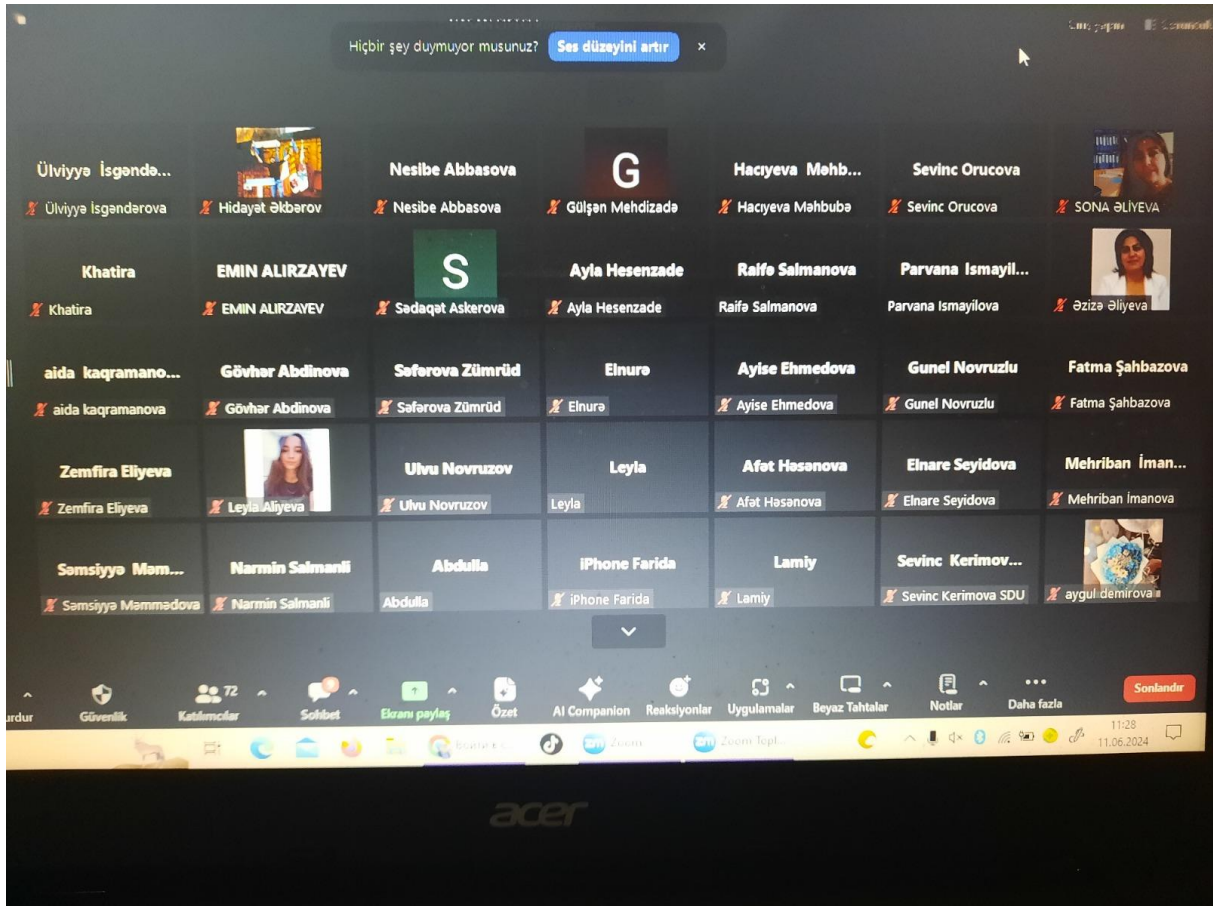 Hiçbir şey duymuyor musunuz? Ses düzeyini artır ×
Ülviyyə İsgəndə... Nesibe Abbasova G Hacıyeva Məhb... Sevinc Orucova
Ülviyyə İsgəndərova Hidayət Əkbərov Nesibe Abbasova Gülşən Mehdizadə Hacıyeva Məhbubə Sevinc Orucova SONA ƏLİYEVA
Khatira EMIN ALIRZAYEV S Ayla Hesenzade Raifə Salmanova Parvana Ismayil...
Khatira EMIN ALIRZAYEV Sədaqət Askerova Ayla Hesenzade Raifə Salmanova Parvana Ismayilova Əzizə Əliyeva
aida kaqramano... Gövhər Abdinova Səfərova Zümrüd Elnurə Ayise Ehmedova Gunel Novruzlu Fatma Şahbazova
aida kaqramanova Gövhər Abdinova Səfərova Zümrüd Elnurə Ayise Ehmedova Gunel Novruzlu Fatma Şahbazova
Zemfira Eliyeva Ulvu Novruzov Leyla Afət Həsənova Elnare Seyidova Mehriban İman...
Zemfira Eliyeva Leyla Aliyeva Ulvu Novruzov Leyla Afət Həsənova Elnare Seyidova Mehriban İmanova
Səmsiyyə Məm... Narmin Salmanli Abdulla iPhone Farida Lamiy Sevinc Kerimov...
Səmsiyyə Məmmədova Narmin Salmanli Abdulla iPhone Farida Lamiy Sevinc Kerimova SDU aygul demirova
72
urdur Güvenlik Katılımcılar Sohbet Ekranı paylaş Özet AI Companion Reaksiyonlar Uygulamalar Beyaz Tahtalar Notlar Daha fazla Sonlandır
Zoom Zoom Topl...
11:28
11.06.2024
acer